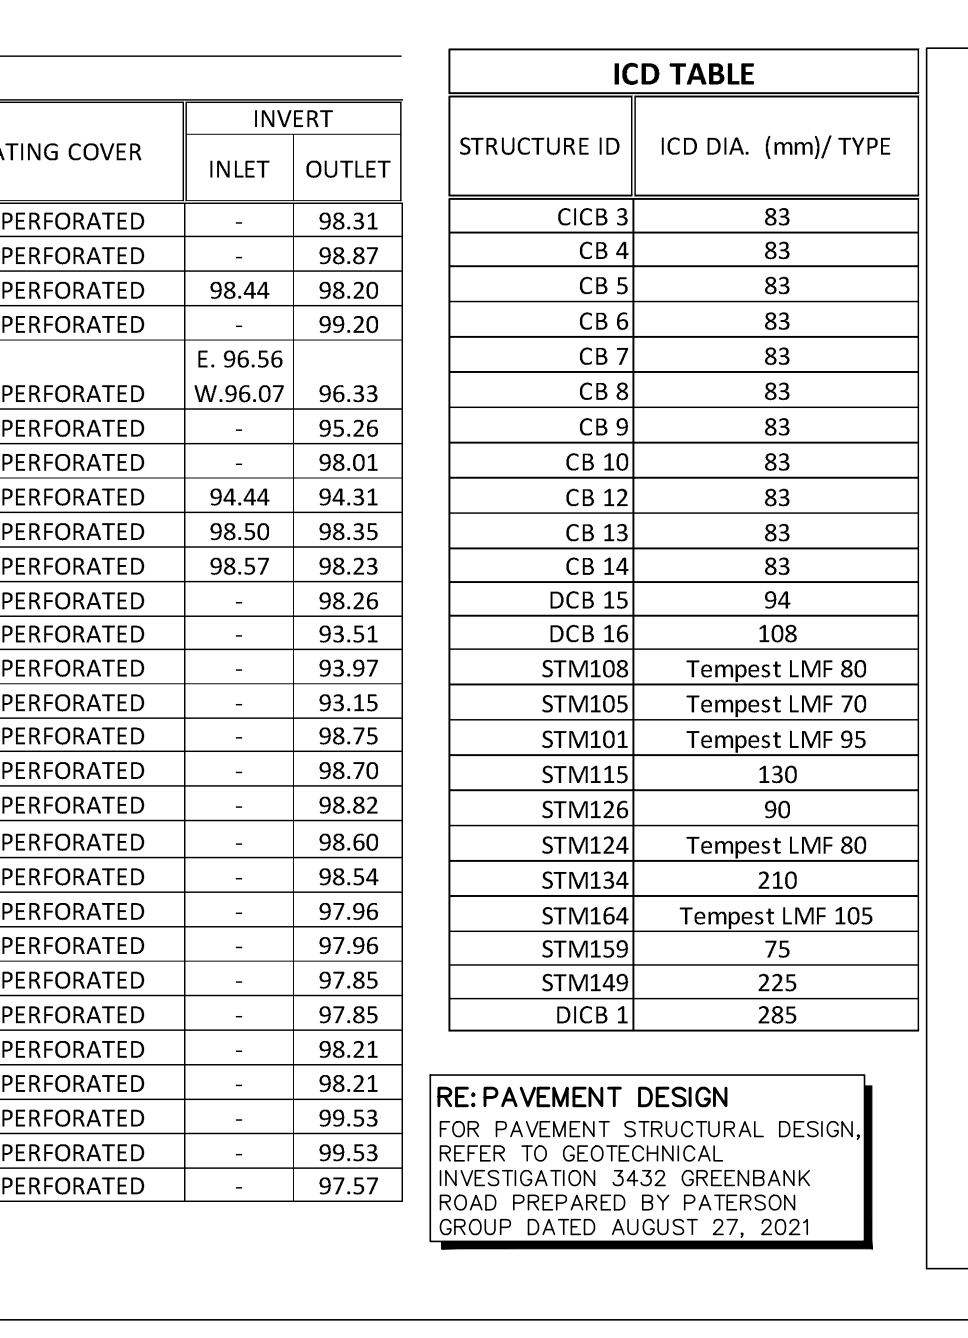 INVERT
ATING COVER
INLET OUTLET
PERFORATED - 98.31
PERFORATED - 98.87
PERFORATED 98.44 98.20
PERFORATED - 99.20
E. 96.56
PERFORATED W.96.07 96.33
PERFORATED - 95.26
PERFORATED - 98.01
PERFORATED 94.44 94.31
PERFORATED 98.50 98.35
PERFORATED 98.57 98.23
PERFORATED - 98.26
PERFORATED - 93.51
PERFORATED - 93.97
PERFORATED - 93.15
PERFORATED - 98.75
PERFORATED - 98.70
PERFORATED - 98.82
PERFORATED - 98.60
PERFORATED - 98.54
PERFORATED - 97.96
PERFORATED - 97.96
PERFORATED - 97.85
PERFORATED - 97.85
PERFORATED - 98.21
PERFORATED - 98.21
PERFORATED - 99.53
PERFORATED - 99.53
PERFORATED - 97.57
ICD TABLE
STRUCTURE ID ICD DIA. (mm)/ TYPE
CICB 3 83
CB 4 83
CB 5 83
CB 6 83
CB 7 83
CB 8 83
CB 9 83
CB 10 83
CB 12 83
CB 13 83
CB 14 83
DCB 15 94
DCB 16 108
STM108 Tempest LMF 80
STM105 Tempest LMF 70
STM101 Tempest LMF 95
STM115 130
STM126 90
STM124 Tempest LMF 80
STM134 210
STM164 Tempest LMF 105
STM159 75
STM149 225
DICB 1 285
RE: PAVEMENT DESIGN
FOR PAVEMENT STRUCTURAL DESIGN,
REFER TO GEOTECHNICAL
INVESTIGATION 3432 GREENBANK
ROAD PREPARED BY PATERSON
GROUP DATED AUGUST 27, 2021